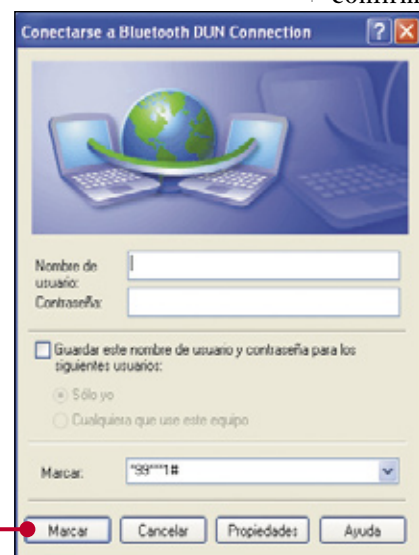 confirm
Conectarse a Bluetooth DUN Connection
Nombre de
usuario:
Contraseña:
Guardar este nombre de usuario y contraseña para los
siguientes usuarios:
Sólo yo
Cualquiera que use este equipo
Marcar: *99***1#
Marcar Cancelar Propiedades Ayuda